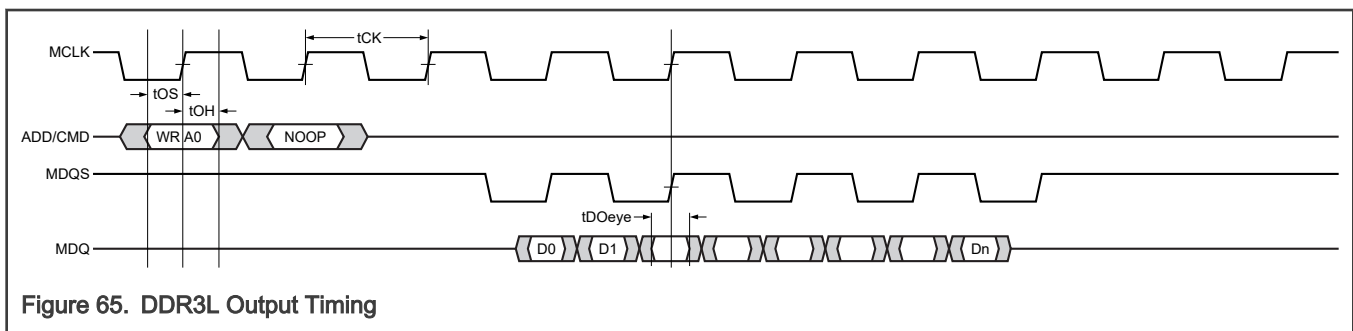 MCLK
tCK
tOS
tOH
ADD/CMD
WR A0
NOOP
MDQS
tDOeye
MDQ
D0
D1
Dn
Figure 65. DDR3L Output Timing